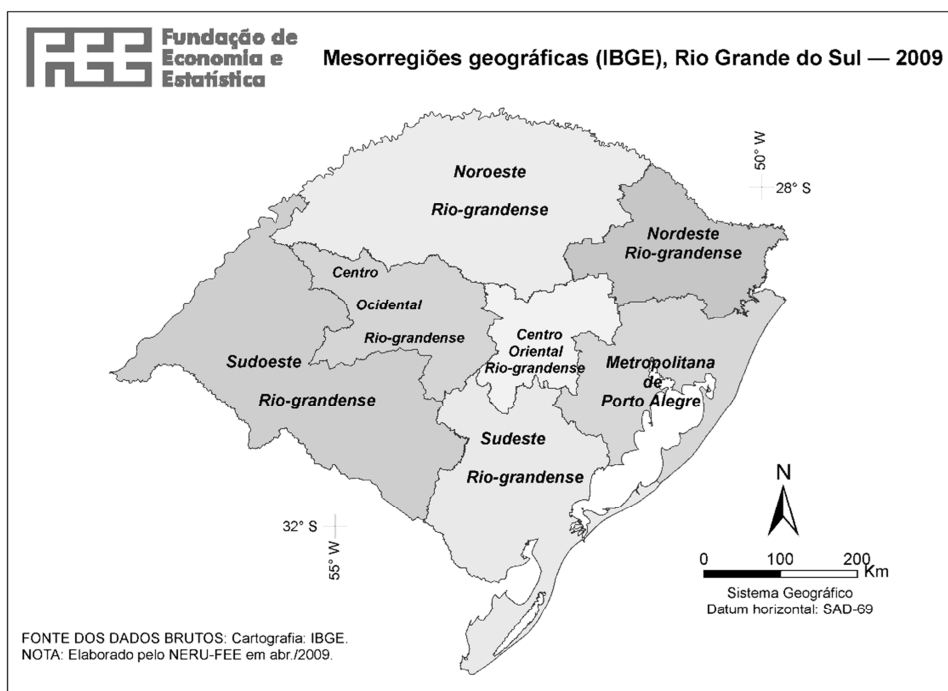 FEE
Fundação de
Economia e
Estatística
Mesorregiões geográficas (IBGE), Rio Grande do Sul — 2009
50° W
28° S
Noroeste
Rio-grandense
Nordeste
Rio-grandense
Centro
Ocidental
Rio-grandense
Centro
Oriental
Rio-grandense
Sudoeste
Rio-grandense
Metropolitana
de
Porto Alegre
Sudeste
Rio-grandense
32° S
55° W
N
0 100 200
Km
Sistema Geográfico
Datum horizontal: SAD-69
FONTE DOS DADOS BRUTOS: Cartografia: IBGE.
NOTA: Elaborado pelo NERU-FEE em abr./2009.